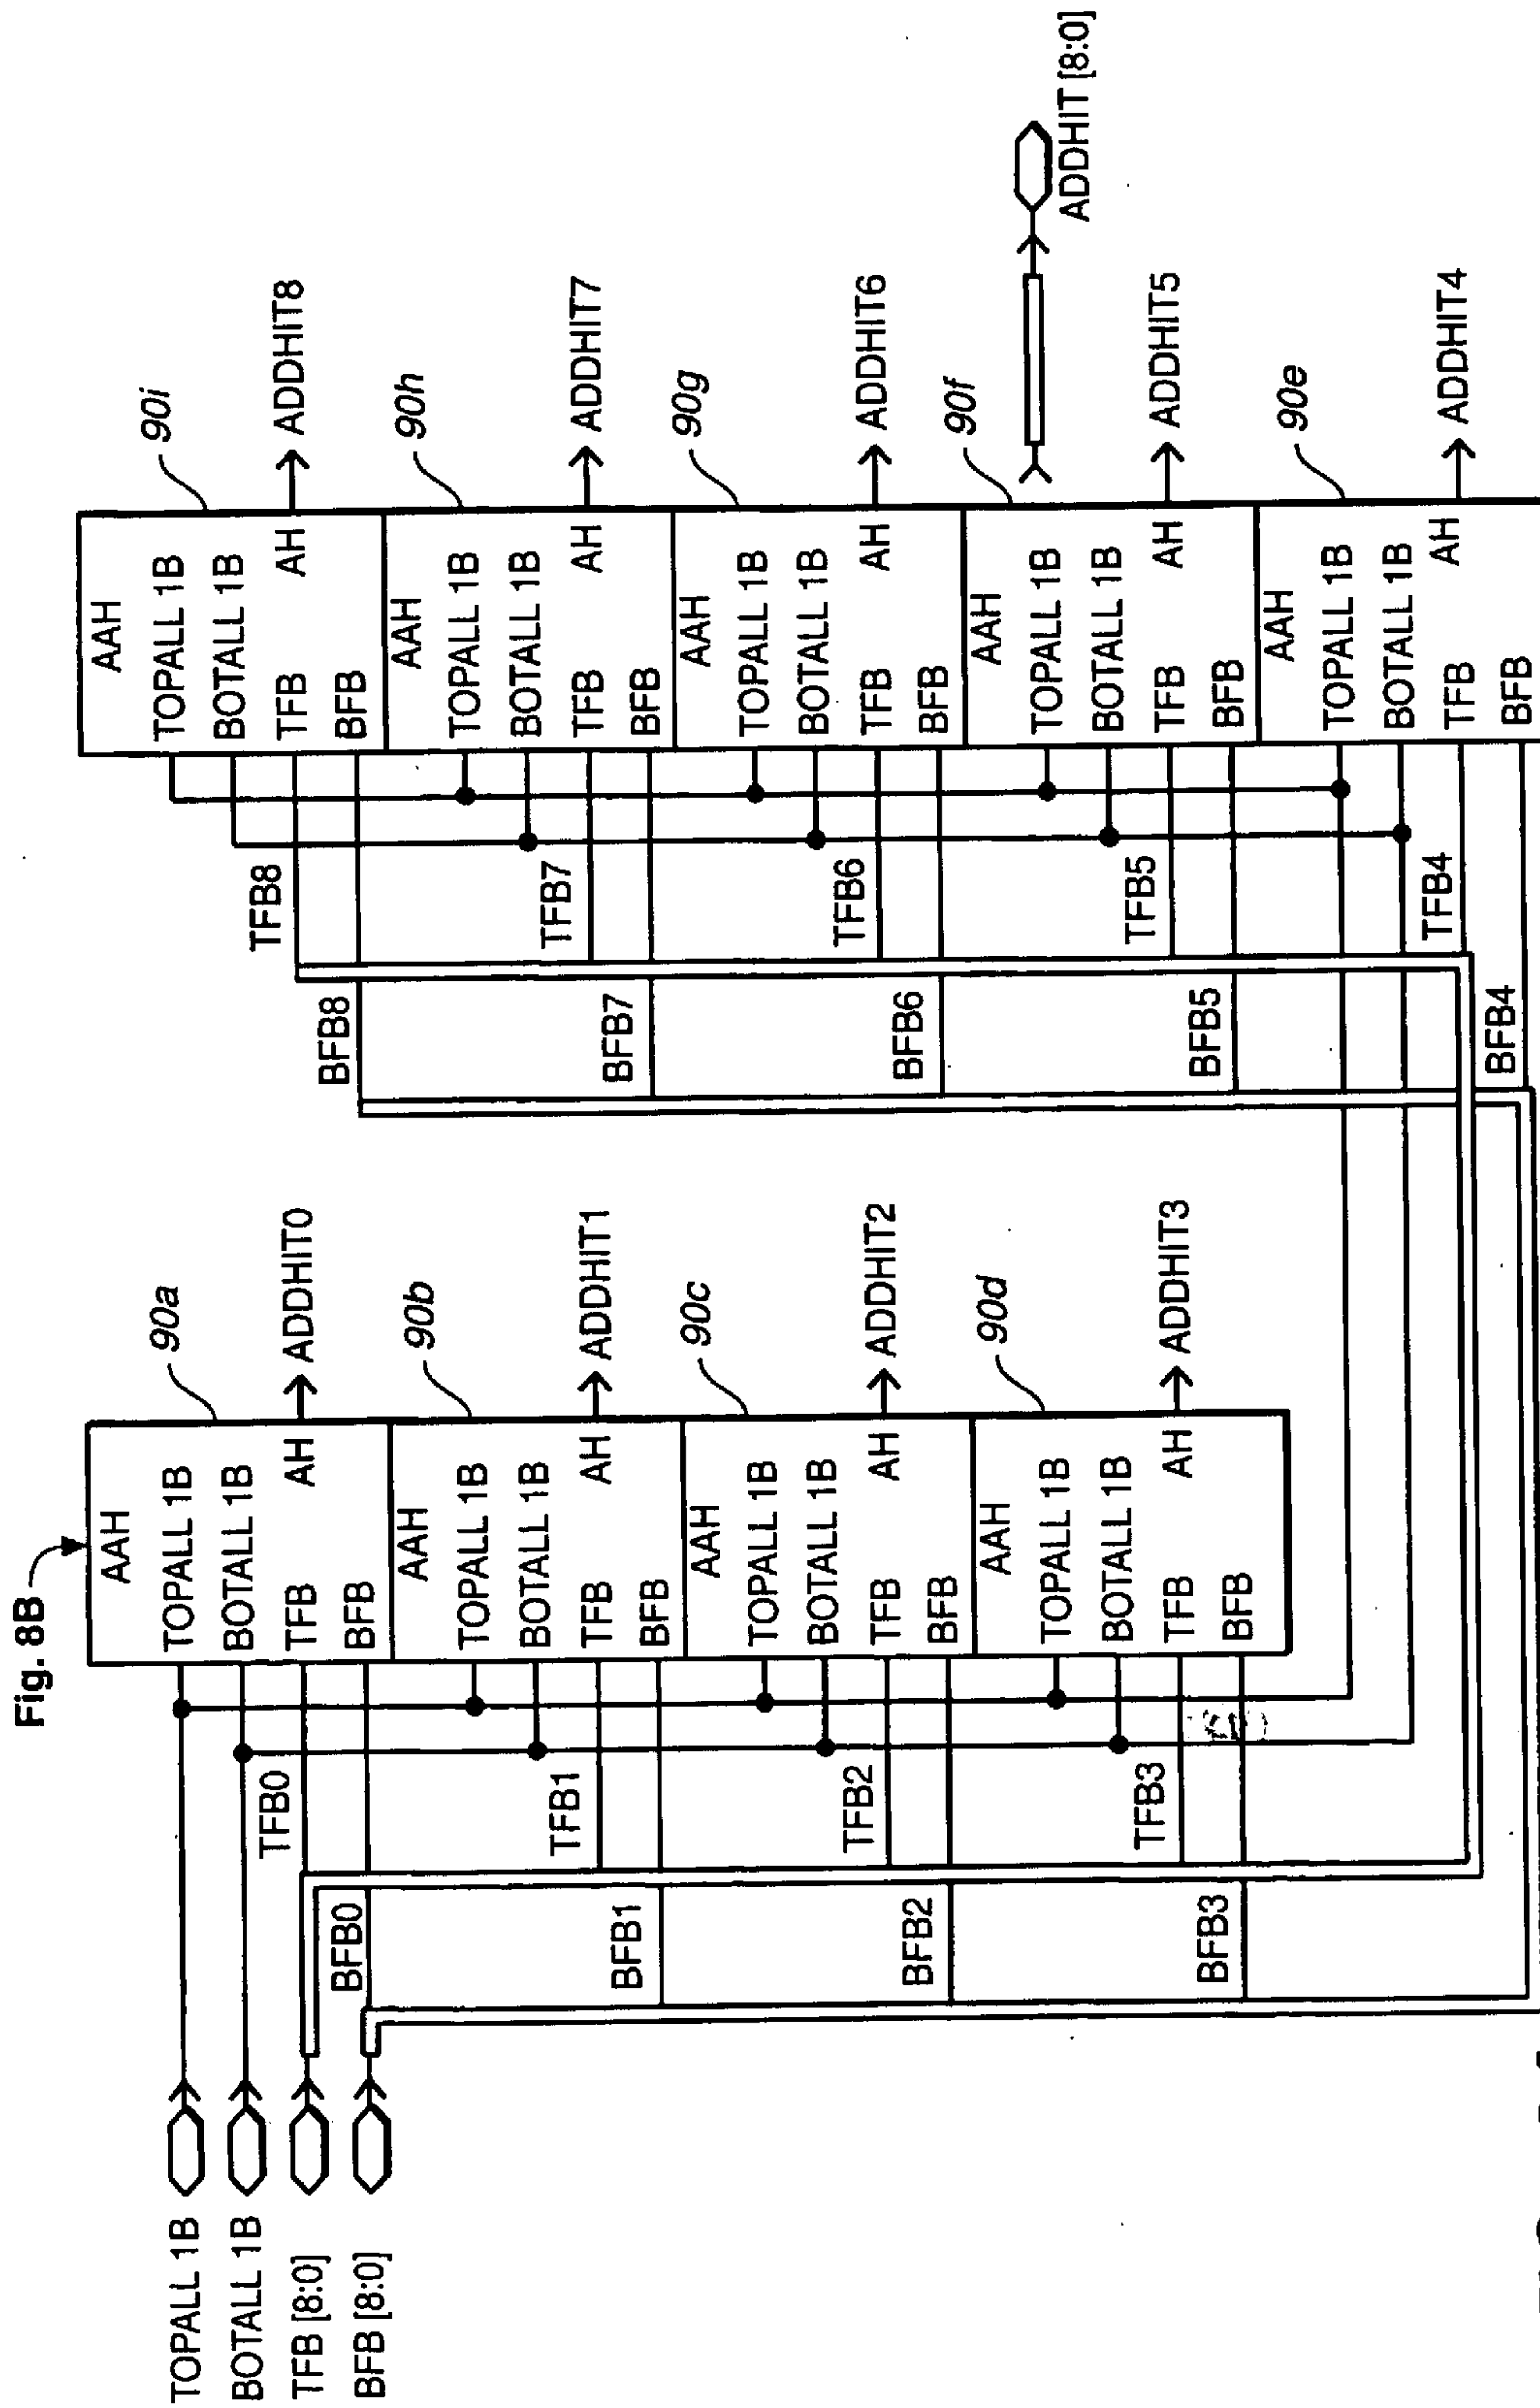 Fig. 8B
TOPALL 1B
BOTALL 1B
TFB [8:0]
BFB [8:0]
90a
AAH
TOPALL 1B
BOTALL 1B
TFB
BFB
AH
ADDHIT0
TFB0
BFB0
90b
AAH
TOPALL 1B
BOTALL 1B
TFB
BFB
AH
ADDHIT1
TFB1
BFB1
90c
AAH
TOPALL 1B
BOTALL 1B
TFB
BFB
AH
ADDHIT2
TFB2
BFB2
90d
AAH
TOPALL 1B
BOTALL 1B
TFB
BFB
AH
ADDHIT3
TFB3
BFB3
90i
AAH
TOPALL 1B
BOTALL 1B
TFB
BFB
AH
ADDHIT8
TFB8
BFB8
90h
AAH
TOPALL 1B
BOTALL 1B
TFB
BFB
AH
ADDHIT7
TFB7
BFB7
90g
AAH
TOPALL 1B
BOTALL 1B
TFB
BFB
AH
ADDHIT6
TFB6
BFB6
90f
AAH
TOPALL 1B
BOTALL 1B
TFB
BFB
AH
ADDHIT5
TFB5
BFB5
90e
AAH
TOPALL 1B
BOTALL 1B
TFB
BFB
AH
ADDHIT4
TFB4
BFB4
ADDHIT [8:0]